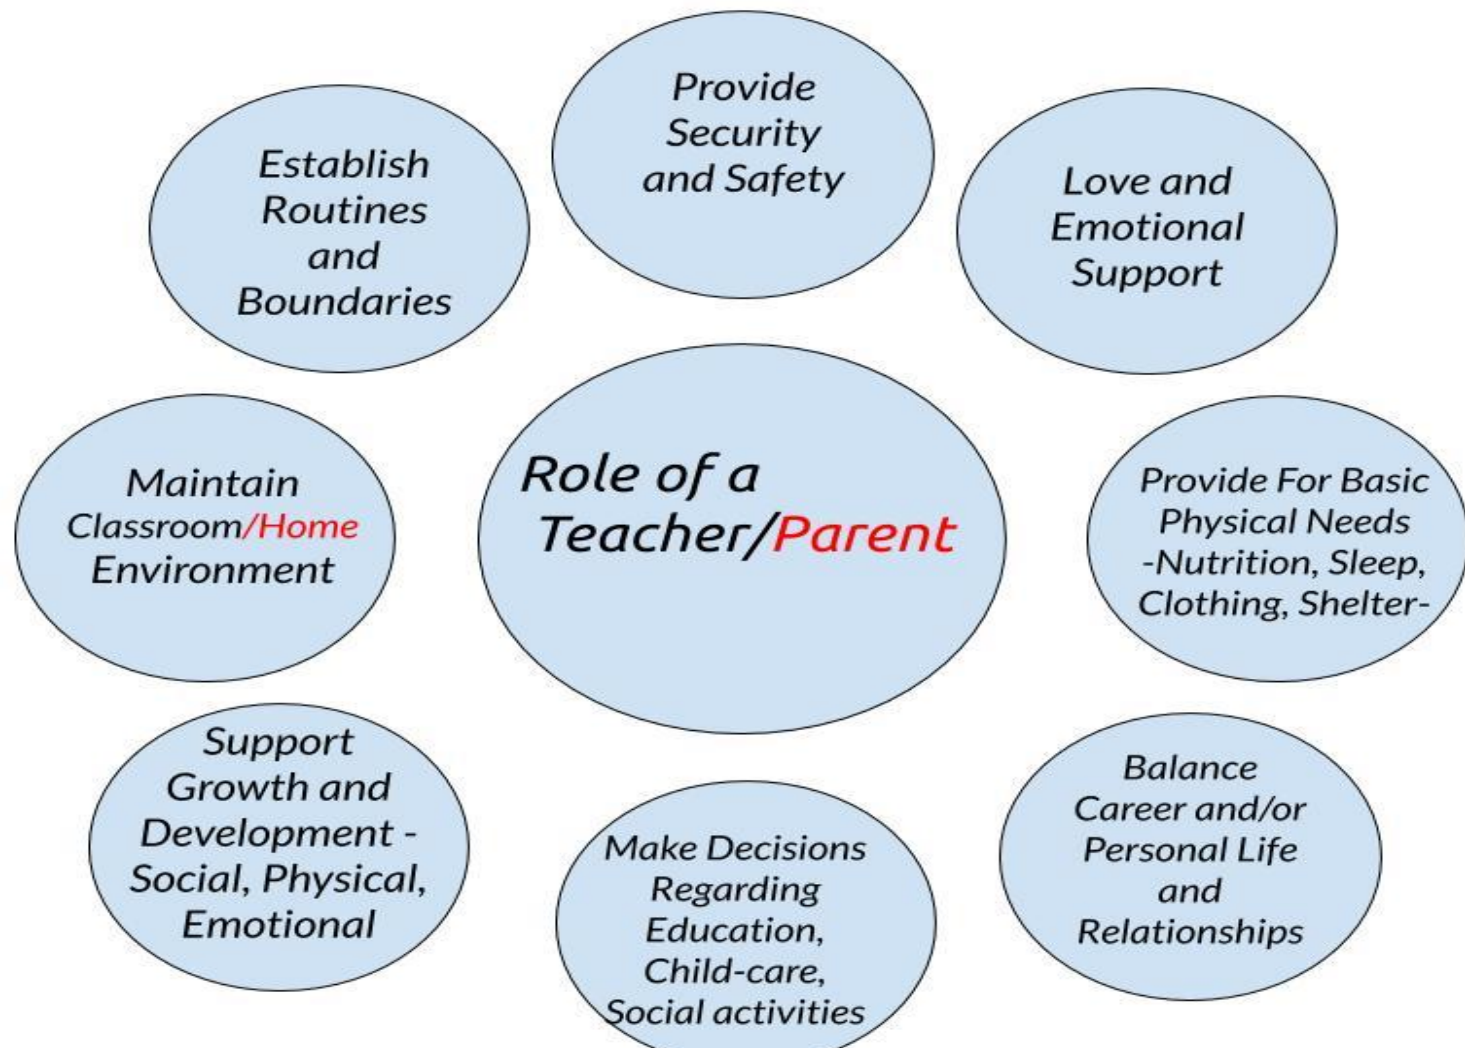 Provide
Security
and Safety
Establish
Routines
and
Boundaries
Love and
Emotional
Support
Role of a
Teacher/Parent
Maintain
Classroom/Home
Environment
Provide For Basic
Physical Needs
-Nutrition, Sleep,
Clothing, Shelter-
Support
Growth and
Development -
Social, Physical,
Emotional
Make Decisions
Regarding
Education,
Child-care,
Social activities
Balance
Career and/or
Personal Life
and
Relationships